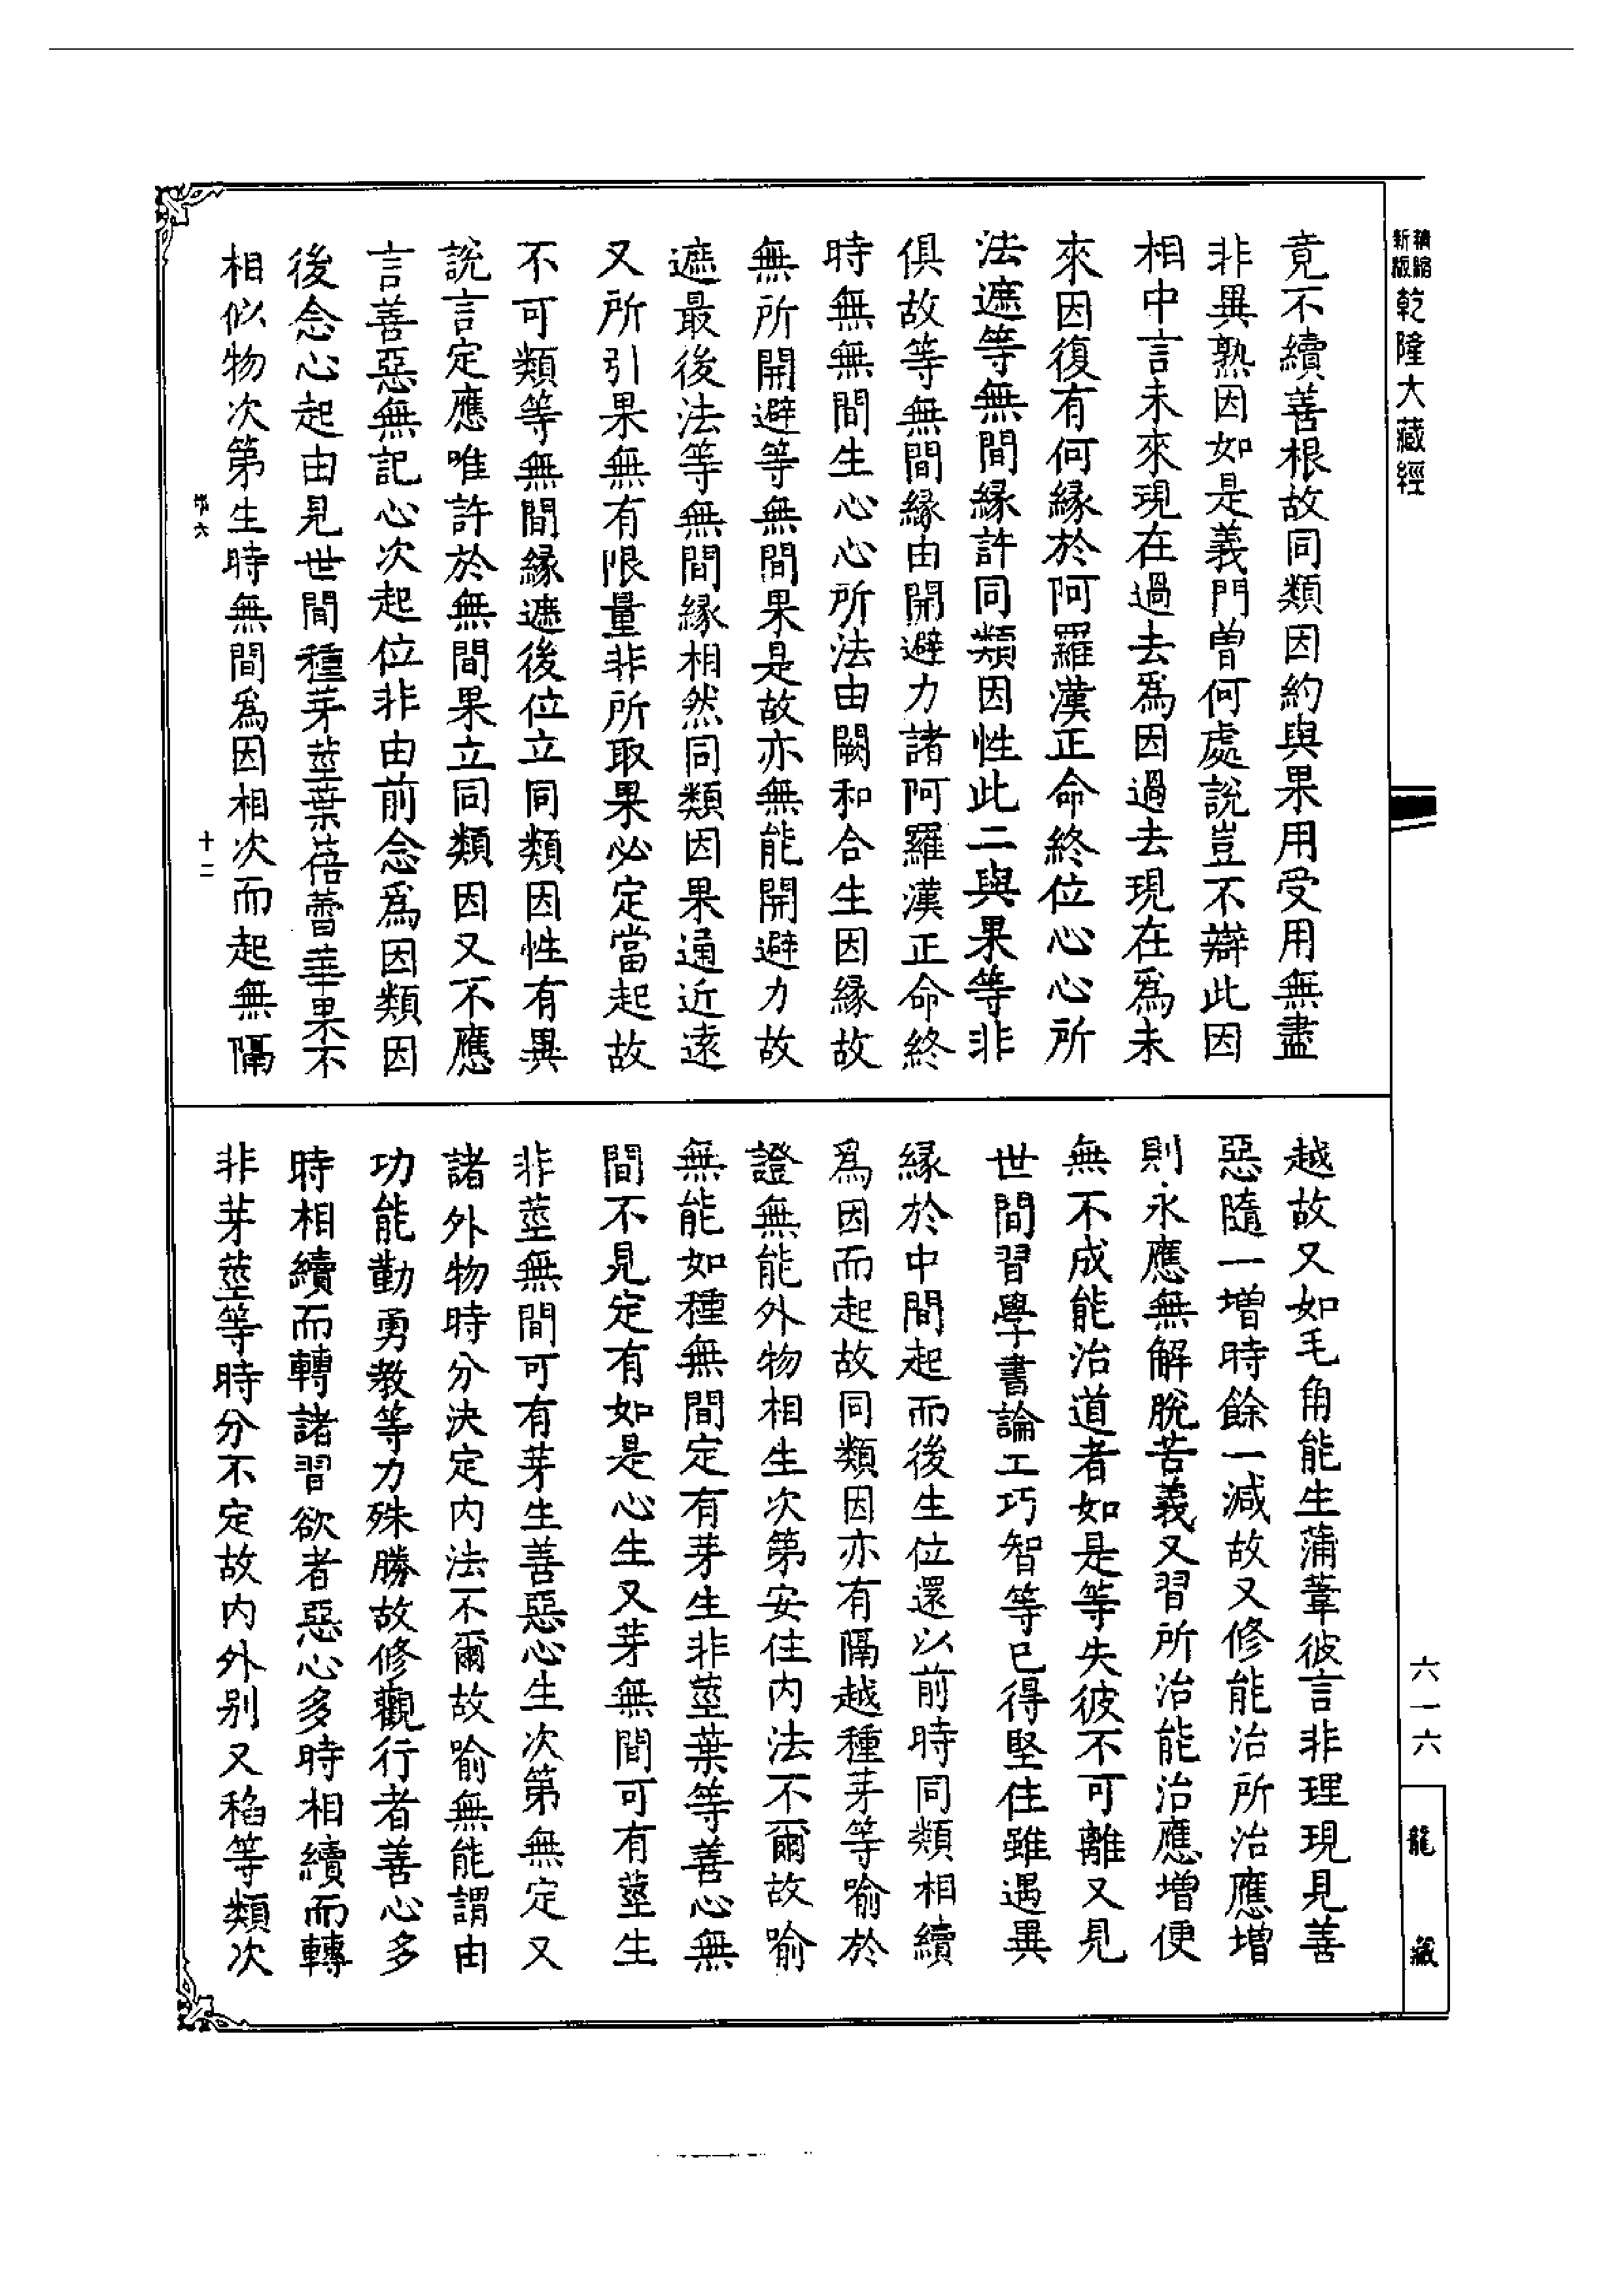 新版 精縮 乾隆大藏經
竟不續善根故同類因約與果用受用無盡
非異熟因如是義門曽何處說豈不辯此因
相中言未來現在過去爲因過去現在爲未
來因復有何緣於阿羅漢正命終位心心所
法遮等無間緣許同類因性此二與果等非
俱故等無間緣由開避力諸阿羅漢正命終
時無無間生心心所法由闕和合生因緣故
無所開避等無間果是故亦無能開避力故
遮最後法等無間緣相然同類因果通近遠
又所引果無有限量非所取果必定當起故
不可類等無間緣遮後位立同類因性有異
說言定應唯許於無間果立同類因又不應
言善惡無記心次起位非由前念爲因類因
後念心起由見世間種芽莖葉蓓蕾華果不
相似物次第生時無間爲因相次而起無隔
十二
越故又如毛角能生蒲葦彼言非理現見善
惡隨一增時餘一減故又修能治所治應增
則永應無解脫苦義又習所治能治應增便
無不成能治道者如是等失彼不可離又見
世間習學書論工巧智等已得堅住雖遇異
緣於中間起而後生位還以前時同類相續
爲因而起故同類因亦有隔越種芽等喻於
證無能外物相生次第安住內法不爾故喻
無能如種無間定有芽生非莖葉等善心無
間不見定有如是心生又芽無間可有莖生
非莖無間可有芽生善惡心生次第無定又
諸外物時分決定內法不爾故喻無能謂由
功能勤勇教等力殊勝故修觀行者善心多
時相續而轉諸習欲者惡心多時相續而轉
非芽莖等時分不定故內外別又稻等類次
六一六
龍藏